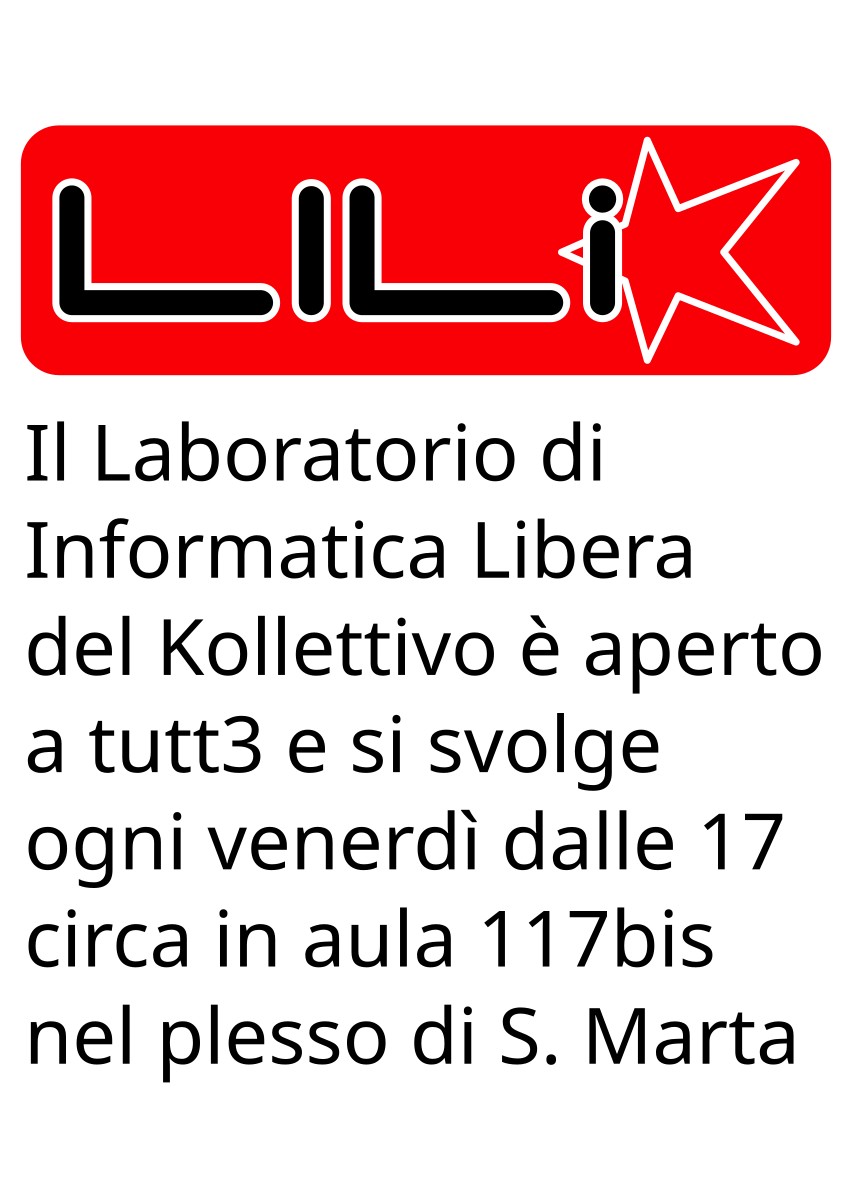 LILi
Il Laboratorio di
Informatica Libera
del Kollettivo è aperto
a tutt3 e si svolge
ogni venerdì dalle 17
circa in aula 117bis
nel plesso di S. Marta